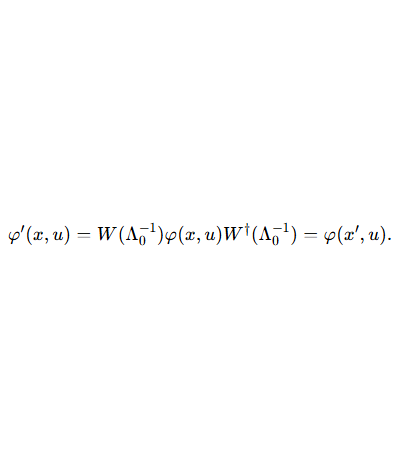 φ′(x, u) = W(Λ₀⁻¹)φ(x, u)W†(Λ₀⁻¹) = φ(x′, u).